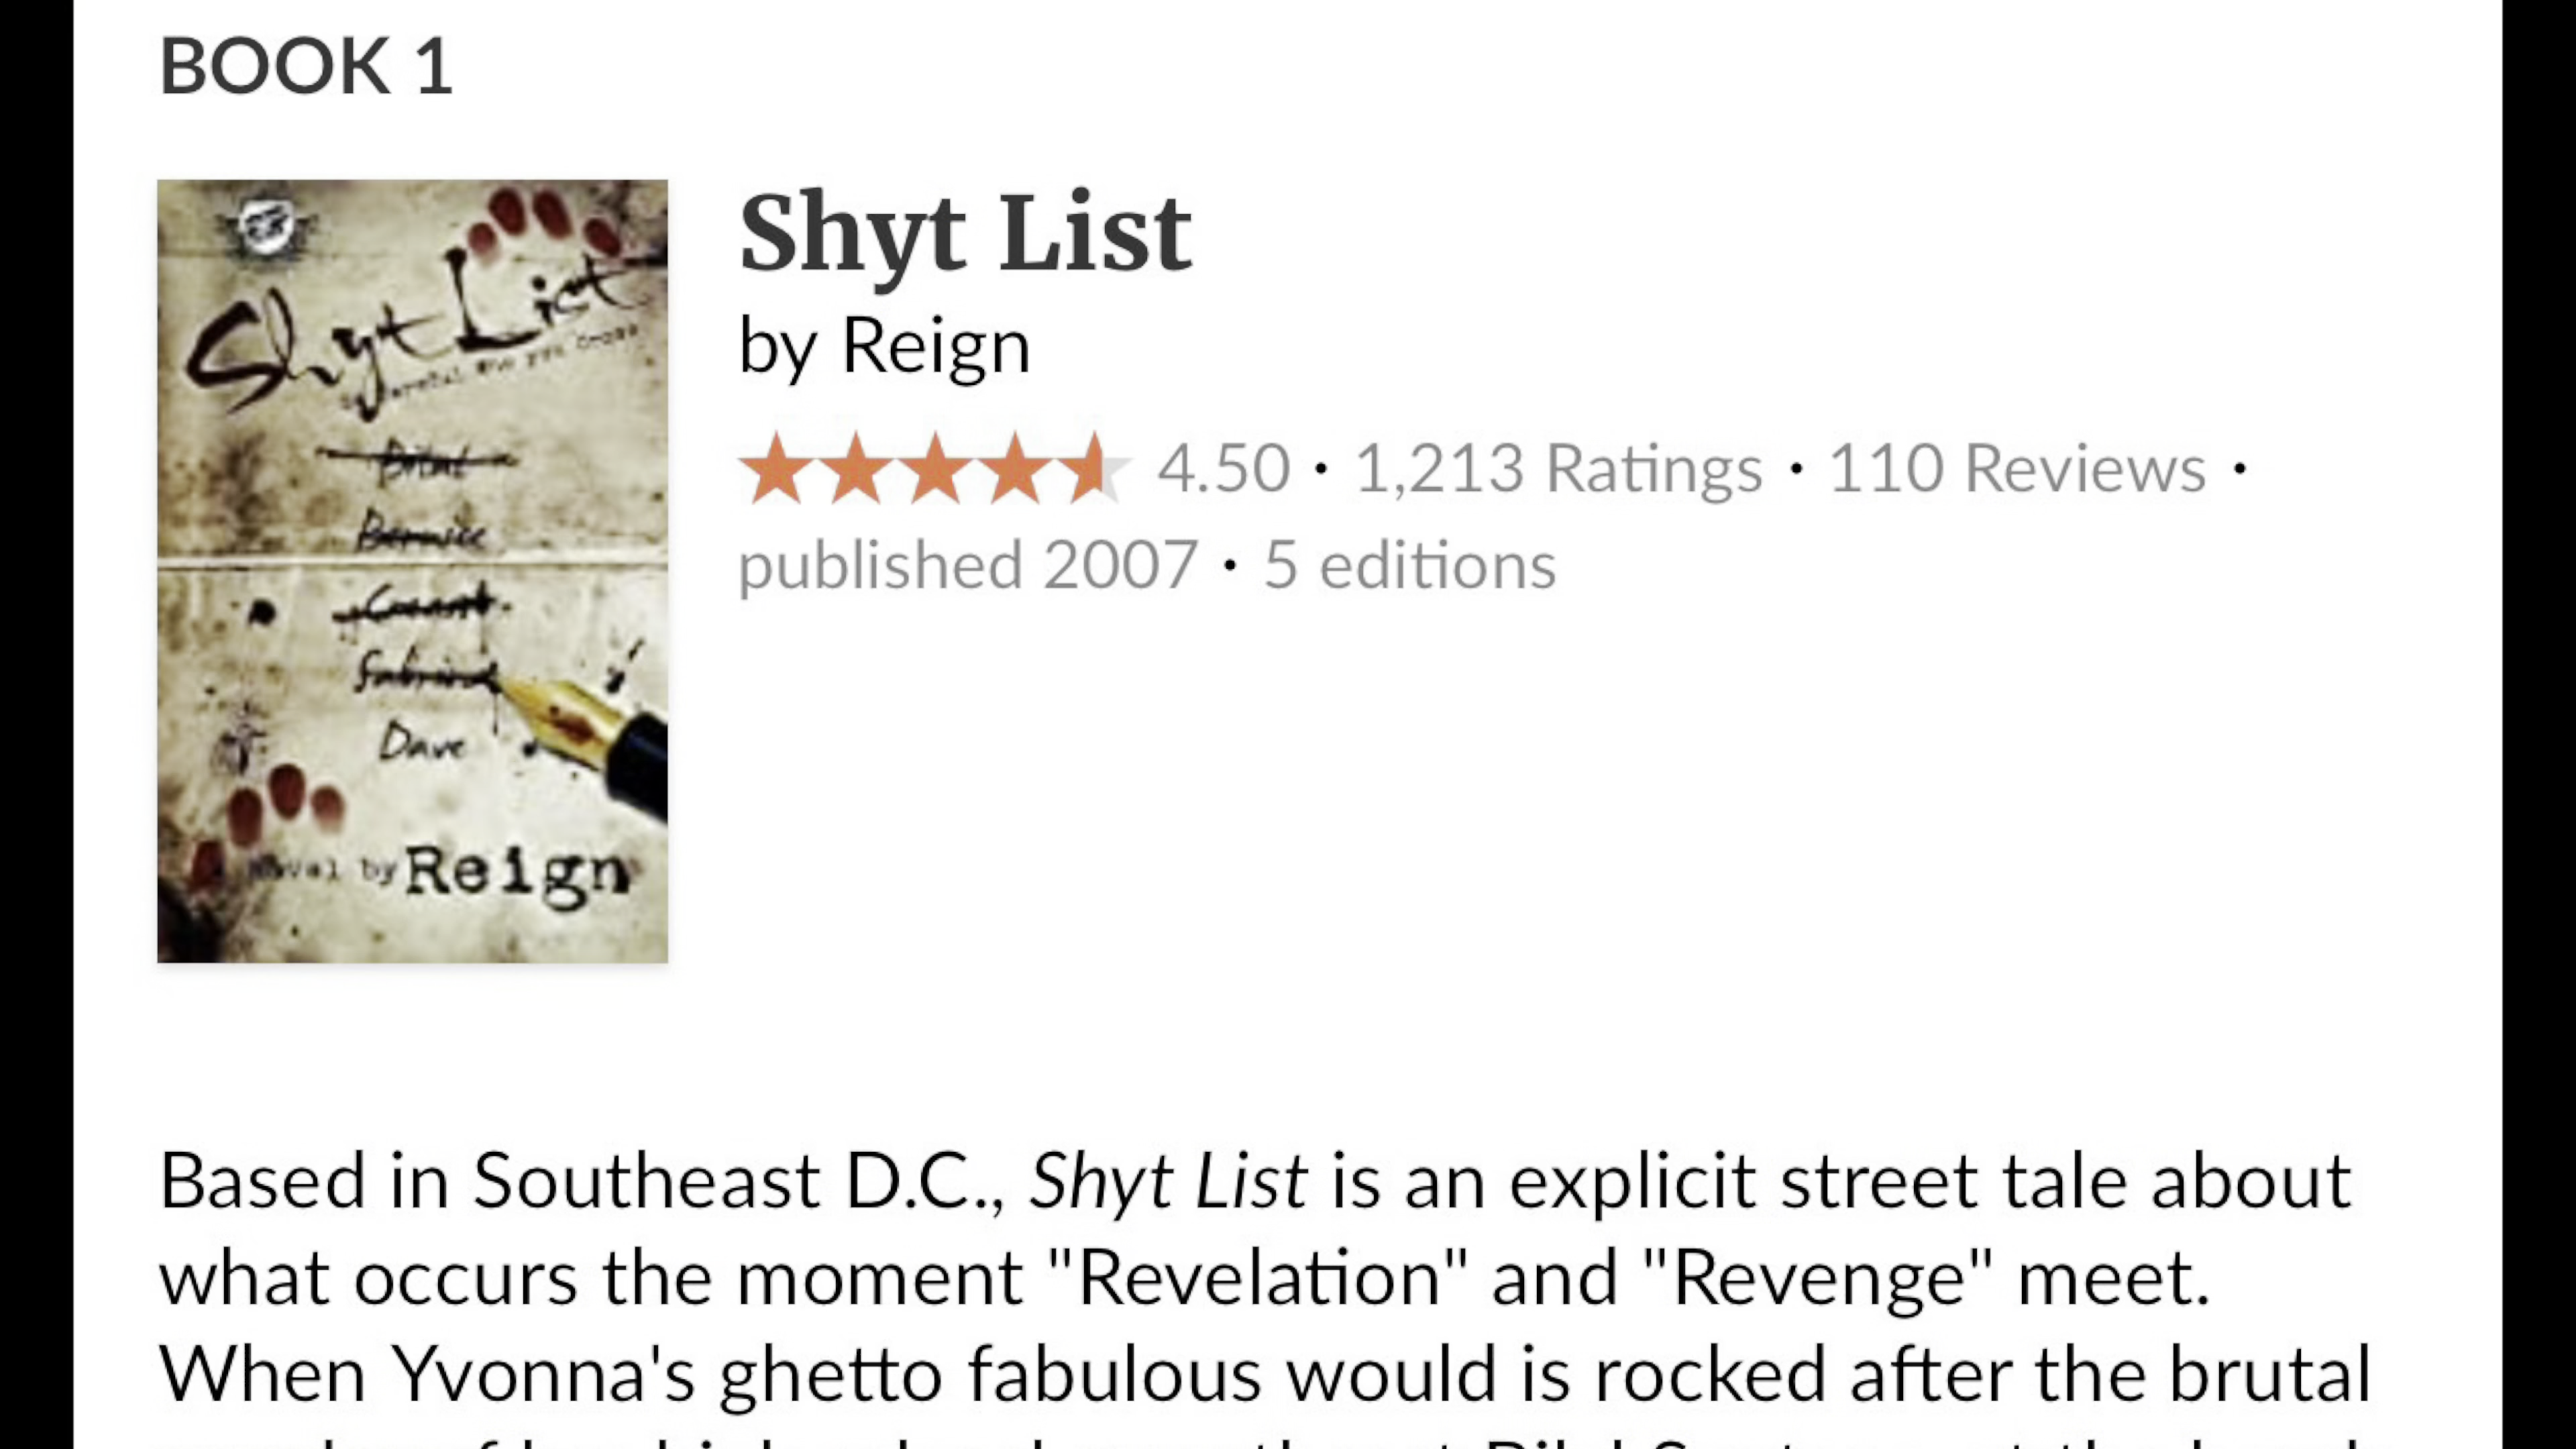 BOOK 1
Shyt List
Dave
novel by Reign
Shyt List
by Reign
4.50 · 1,213 Ratings · 110 Reviews ·
published 2007 · 5 editions
Based in Southeast D.C., Shyt List is an explicit street tale about
what occurs the moment "Revelation" and "Revenge" meet.
When Yvonna's ghetto fabulous would is rocked after the brutal